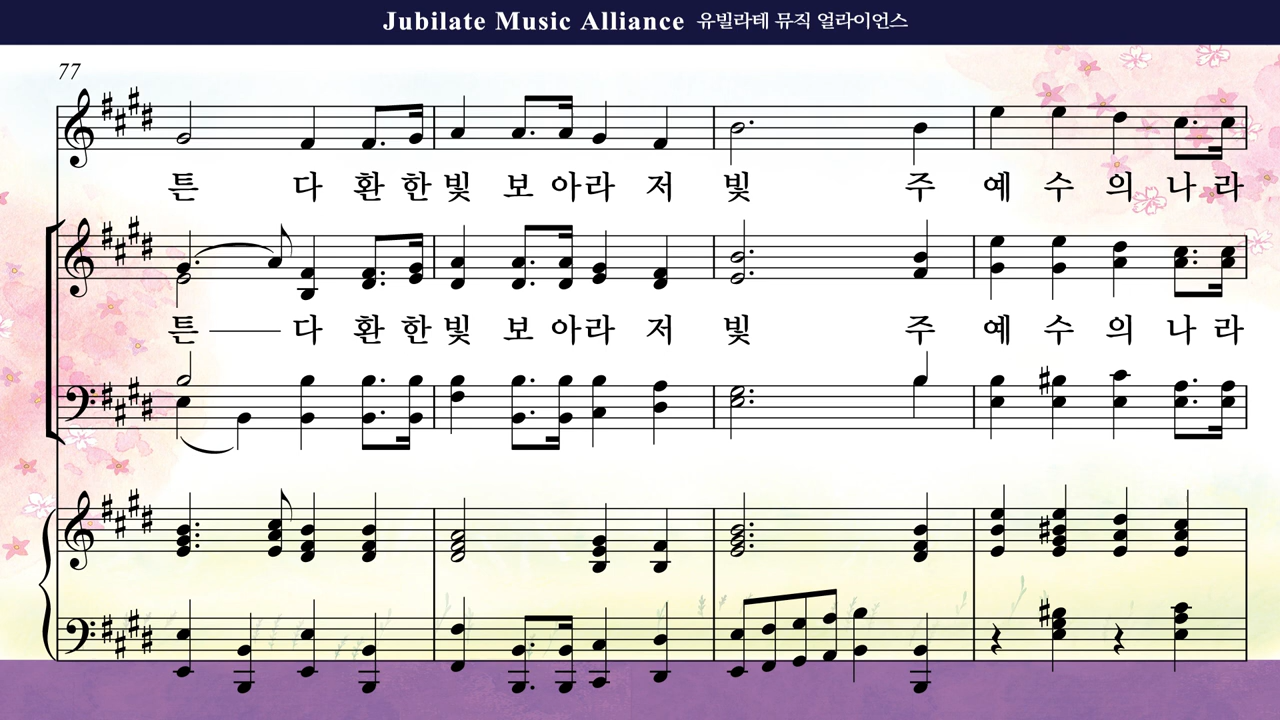 Jubilate Music Alliance 유빌라테 뮤직 얼라이언스
77
튼 다 환 한 빛 보 아 라 저 빛 주 예 수 의 나 라
튼 다 환 한 빛 보 아 라 저 빛 주 예 수 의 나 라